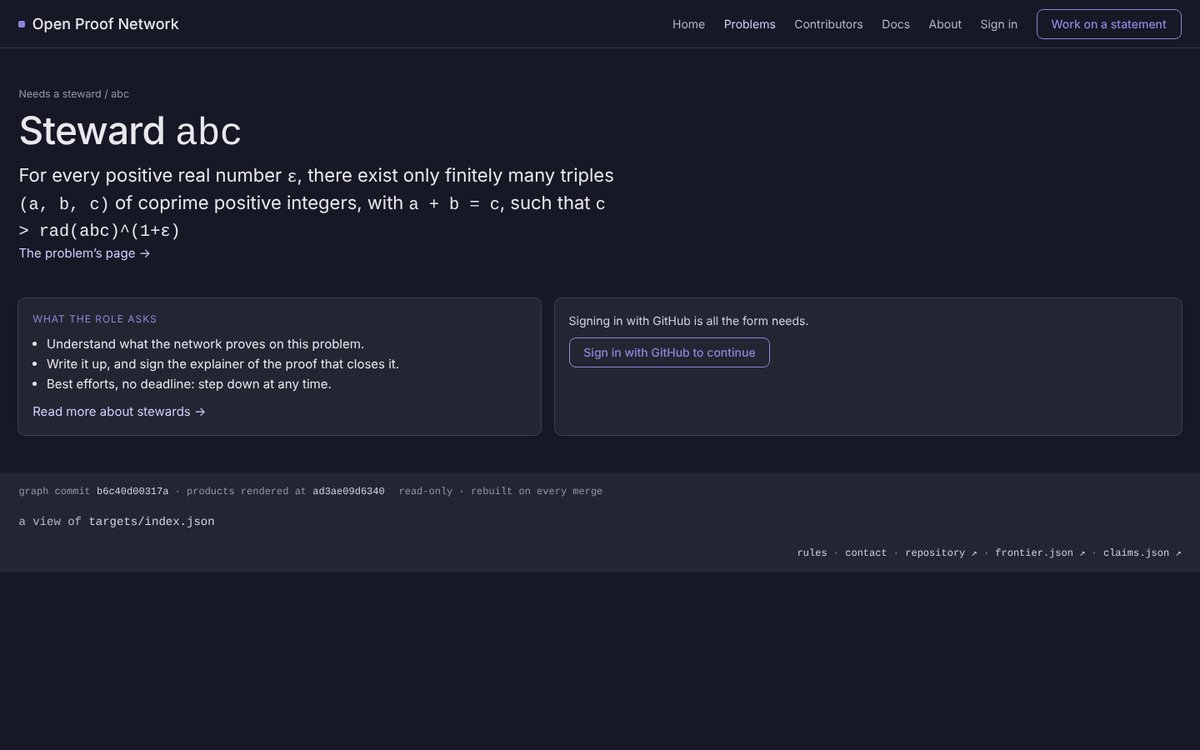 Open Proof Network
Home Problems Contributors Docs About Sign in Work on a statement
Needs a steward / abc
Steward abc
For every positive real number ε, there exist only finitely many triples
(a, b, c) of coprime positive integers, with a + b = c, such that c
> rad(abc)^(1+ε)
The problem’s page →
WHAT THE ROLE ASKS
• Understand what the network proves on this problem.
• Write it up, and sign the explainer of the proof that closes it.
• Best efforts, no deadline: step down at any time.
Read more about stewards →
Signing in with GitHub is all the form needs.
Sign in with GitHub to continue
graph commit b6c40d00317a · products rendered at ad3ae09d6340 read-only · rebuilt on every merge
a view of targets/index.json
rules · contact · repository ↗ · frontier.json ↗ · claims.json ↗